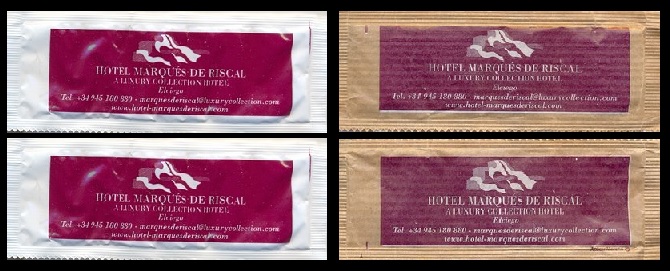 HOTEL MARQUÉS DE RISCAL
A LUXURY COLLECTION HOTEL
Elciego
Tel. +34 945 180 880 - marquesderiscal@luxurycollection.com
www.hotel-marquesderiscal.com
HOTEL MARQUÉS DE RISCAL
A LUXURY COLLECTION HOTEL
Elciego
Tel. +34 945 180 880 - marquesderiscal@luxurycollection.com
www.hotel-marquesderiscal.com
HOTEL MARQUÉS DE RISCAL
A LUXURY COLLECTION HOTEL
Elciego
Tel. +34 945 180 880 - marquesderiscal@luxurycollection.com
www.hotel-marquesderiscal.com
HOTEL MARQUÉS DE RISCAL
A LUXURY COLLECTION HOTEL
Elciego
Tel. +34 945 180 880 - marquesderiscal@luxurycollection.com
www.hotel-marquesderiscal.com